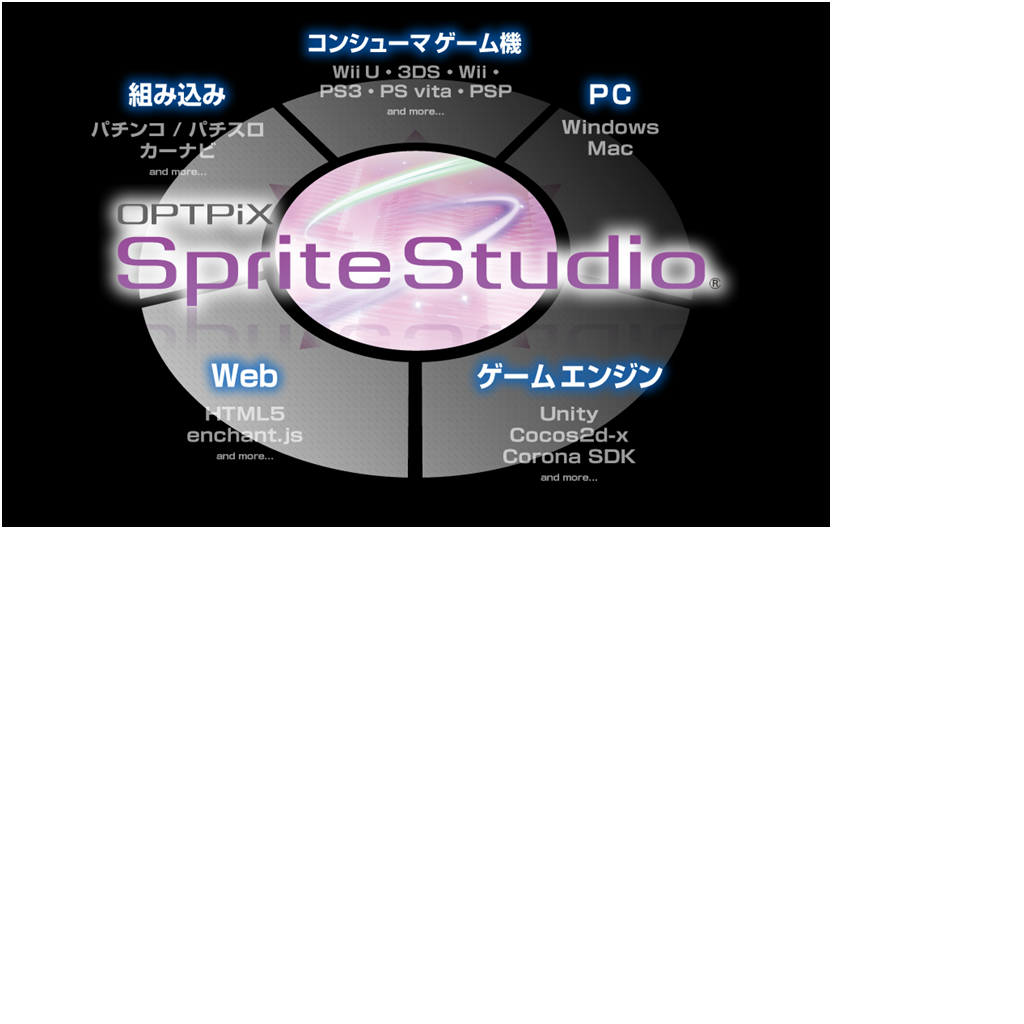 コンシューマゲーム機
Wii U・3DS・Wii・
PS3・PS vita・PSP
and more...
組み込み
パチンコ / パチスロ
カーナビ
and more...
PC
Windows
Mac
OPTPiX
SpriteStudio®
Web
HTML5
enchant.js
and more...
ゲームエンジン
Unity
Cocos2d-x
Corona SDK
and more...